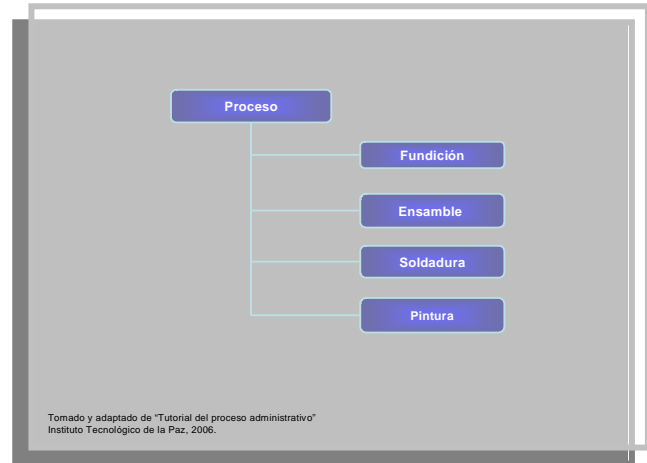 Proceso
Fundición
Ensamble
Soldadura
Pintura
Tomado y adaptado de “Tutorial del proceso administrativo”
Instituto Tecnológico de la Paz, 2006.